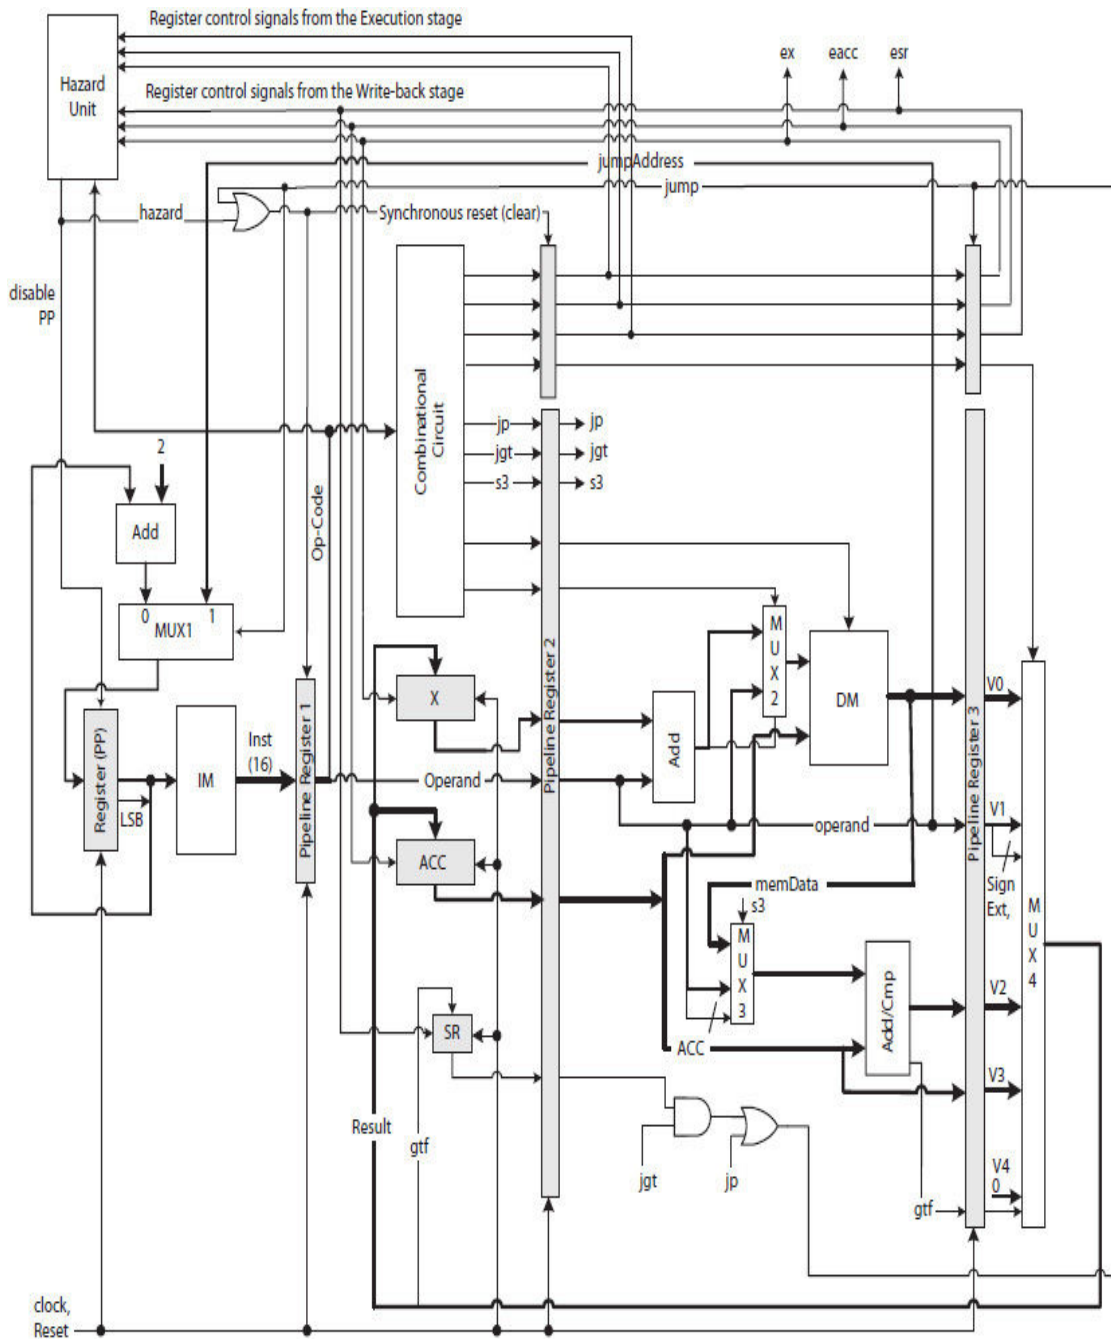 Register control signals from the Execution stage
ex
eacc
esr
Hazard
Unit
Register control signals from the Write-back stage
jumpAddress
jump
hazard
Synchronous reset (clear)
disable
PP
Combinational
Circuit
jp
jp
jgt
jgt
s3
s3
2
Add
Op-Code
0
1
MUX1
M
U
X
2
Pipeline Register 2
DM
V0
X
Register (PP)
IM
Inst
(16)
Pipeline Register 1
Add
Pipeline Register 3
Operand
LSB
operand
V1
ACC
Sign
Ext,
memData
s3
M
U
X
3
M
U
X
4
Add/Cmp
V2
SR
ACC
V3
Result
gtf
jgt
jp
V4
0
gtf
clock,
Reset